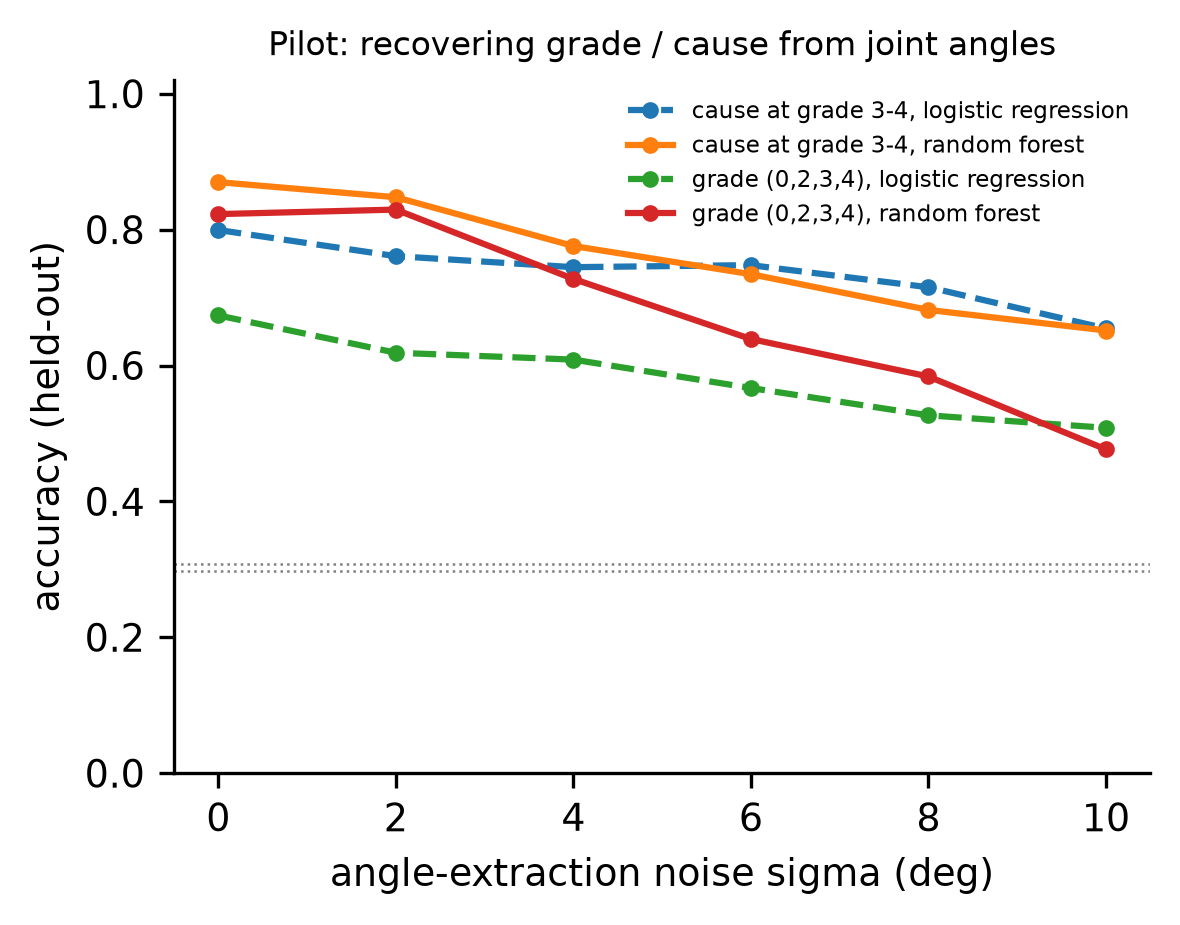 Pilot: recovering grade / cause from joint angles
cause at grade 3-4, logistic regression
cause at grade 3-4, random forest
grade (0,2,3,4), logistic regression
grade (0,2,3,4), random forest
accuracy (held-out)
1.0
0.8
0.6
0.4
0.2
0.0
0 2 4 6 8 10
angle-extraction noise sigma (deg)